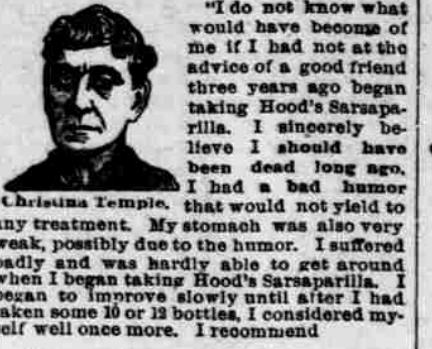 "I do not know what
would have become of
me if I had not at the
advice of a good friend
three years ago began
taking Hood's Sarsapa-
rilla. I sincerely be-
lieve I should have
been dead long ago.
I had a bad humor
Christina Temple. that would not yield to
any treatment. My stomach was also very
weak, possibly due to the humor. I suffered
badly and was hardly able to get around
when I began taking Hood's Sarsaparilla. I
began to improve slowly until after I had
taken some 10 or 12 bottles, I considered my-
self well once more. I recommend